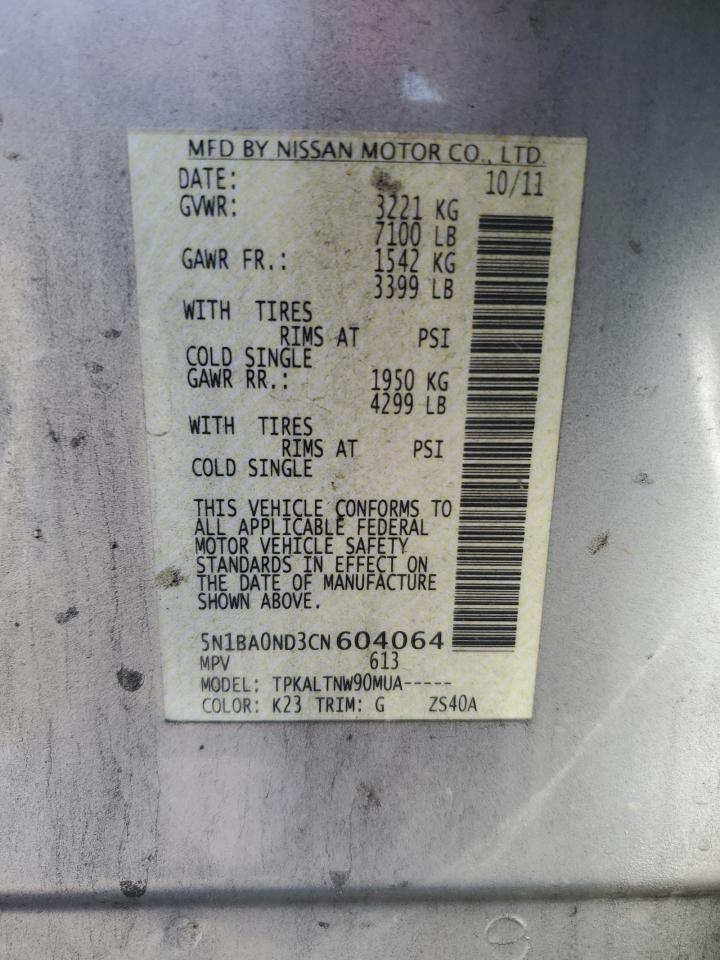 MFD BY NISSAN MOTOR CO., LTD.
DATE: 10/11
GVWR: 3221 KG
7100 LB
GAWR FR.: 1542 KG
3399 LB
WITH TIRES
RIMS AT PSI
COLD SINGLE
GAWR RR.: 1950 KG
4299 LB
WITH TIRES
RIMS AT PSI
COLD SINGLE
THIS VEHICLE CONFORMS TO
ALL APPLICABLE FEDERAL
MOTOR VEHICLE SAFETY
STANDARDS IN EFFECT ON
THE DATE OF MANUFACTURE
SHOWN ABOVE.
5N1BA0ND3CN604064
MPV 613
MODEL: TPKALTNW90MUA-----
COLOR: K23 TRIM: G ZS40A